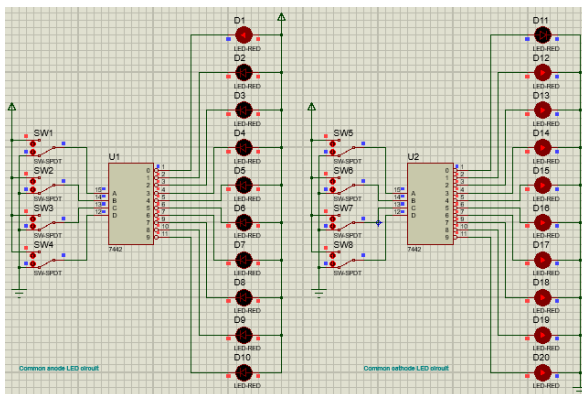 D1
LED-RED
D2
LED-RED
D3
LED-RED
D4
LED-RED
D5
LED-RED
D6
LED-RED
D7
LED-RED
D8
LED-RED
D9
LED-RED
D10
LED-RED
SW1
SW-SPDT
SW2
SW-SPDT
SW3
SW-SPDT
SW4
SW-SPDT
U1
15 A 0 1
14 B 1 2
13 C 2 3
12 D 3 4
4 5
5 6
6 7
7 9
8 10
9 11
7442
Common anode LED circuit
D11
LED-RED
D12
LED-RED
D13
LED-RED
D14
LED-RED
D15
LED-RED
D16
LED-RED
D17
LED-RED
D18
LED-RED
D19
LED-RED
D20
LED-RED
SW5
SW-SPDT
SW6
SW-SPDT
SW7
SW-SPDT
SW8
SW-SPDT
U2
15 A 0 1
14 B 1 2
13 C 2 3
12 D 3 4
4 5
5 6
6 7
7 9
8 10
9 11
7442
Common cathode LED circuit